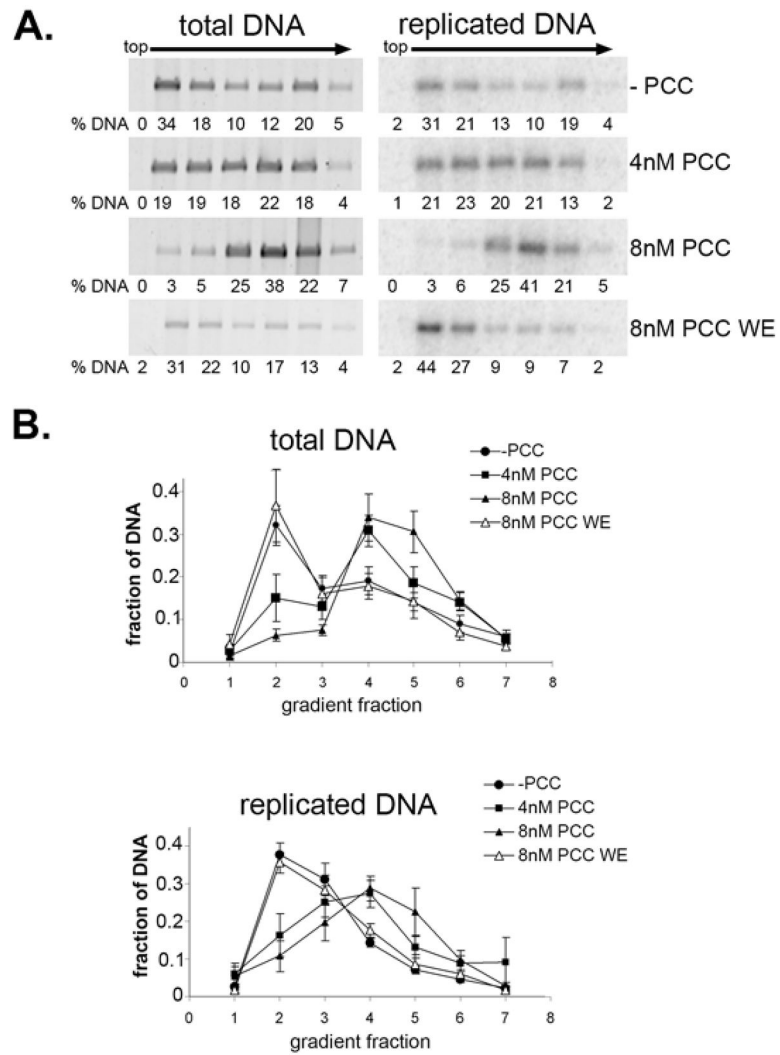 A.
total DNA
replicated DNA
top
top
- PCC
% DNA 0 34 18 10 12 20 5
2 31 21 13 10 19 4
4nM PCC
% DNA 0 19 19 18 22 18 4
1 21 23 20 21 13 2
8nM PCC
% DNA 0 3 5 25 38 22 7
0 3 6 25 41 21 5
8nM PCC WE
% DNA 2 31 22 10 17 13 4
2 44 27 9 9 7 2
B.
total DNA
-PCC
4nM PCC
8nM PCC
8nM PCC WE
fraction of DNA
0.4
0.3
0.2
0.1
0
0 1 2 3 4 5 6 7 8
gradient fraction
replicated DNA
-PCC
4nM PCC
8nM PCC
8nM PCC WE
fraction of DNA
0.4
0.3
0.2
0.1
0
0 1 2 3 4 5 6 7 8
gradient fraction